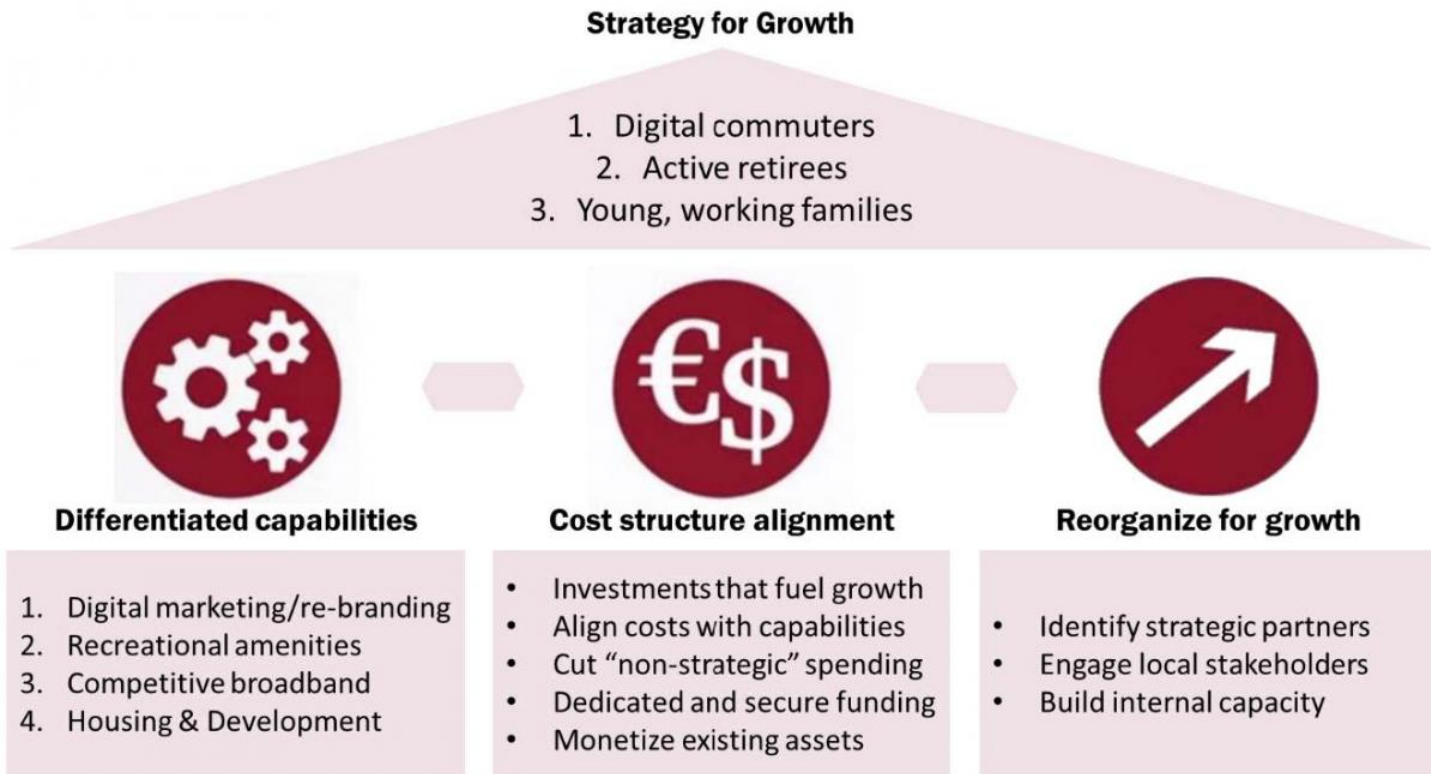 Strategy for Growth
1. Digital commuters
2. Active retirees
3. Young, working families
€$
Differentiated capabilities
1. Digital marketing/re-branding
2. Recreational amenities
3. Competitive broadband
4. Housing & Development
Cost structure alignment
• Investments that fuel growth
• Align costs with capabilities
• Cut “non-strategic” spending
• Dedicated and secure funding
• Monetize existing assets
Reorganize for growth
• Identify strategic partners
• Engage local stakeholders
• Build internal capacity